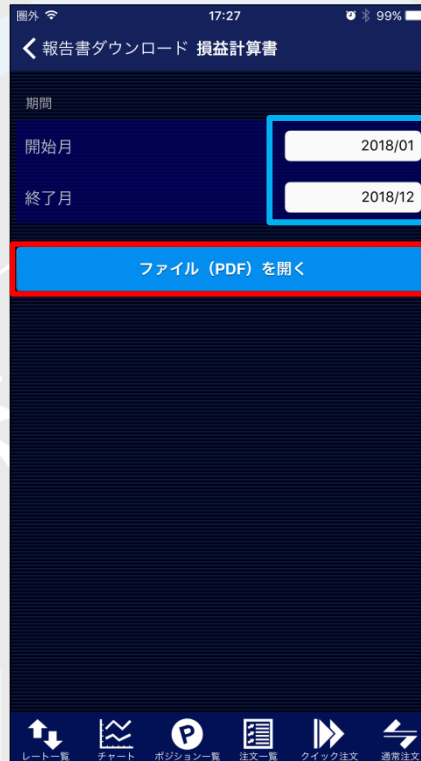 圏外 17:27 99%
報告書ダウンロード 損益計算書
期間
開始月 2018/01
終了月 2018/12
ファイル（PDF）を開く
P
レート一覧 チャート ポジション一覧 注文一覧 クイック注文 通常注文